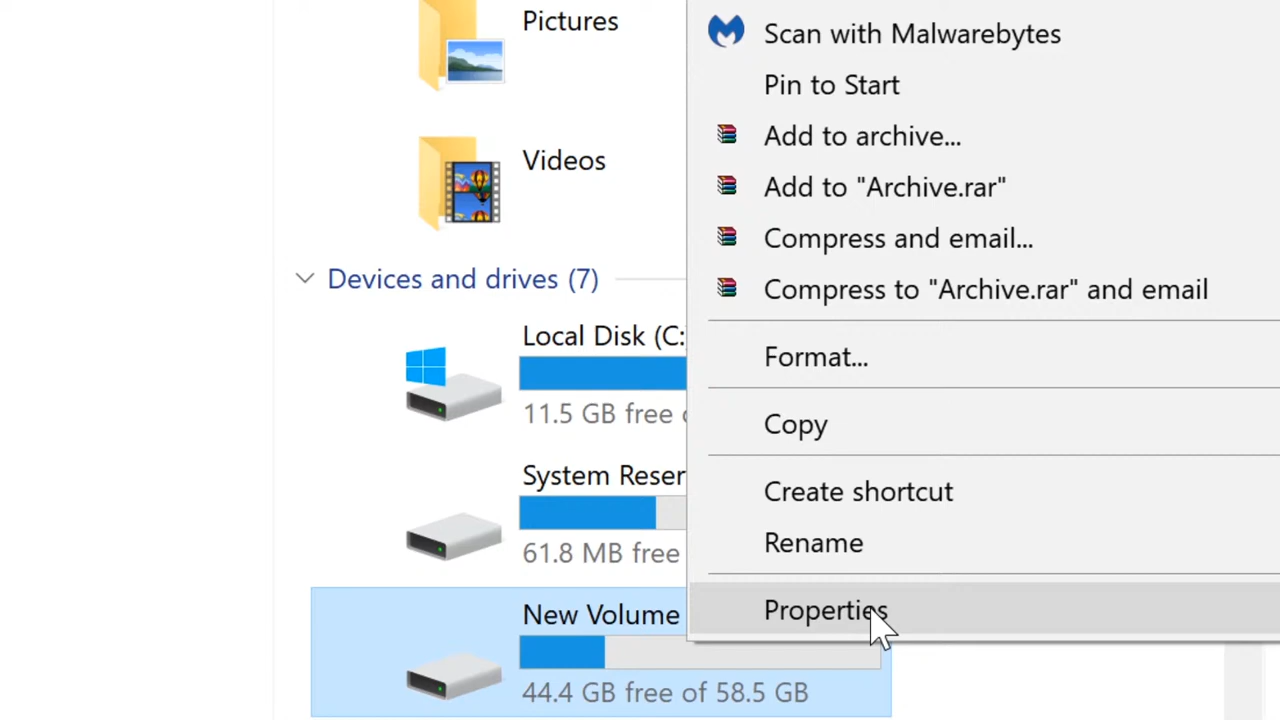 Pictures
Videos
Devices and drives (7)
Local Disk (C:
11.5 GB free
System Reser
61.8 MB free
New Volume
44.4 GB free of 58.5 GB
Scan with Malwarebytes
Pin to Start
Add to archive...
Add to "Archive.rar"
Compress and email...
Compress to "Archive.rar" and email
Format...
Copy
Create shortcut
Rename
Properties